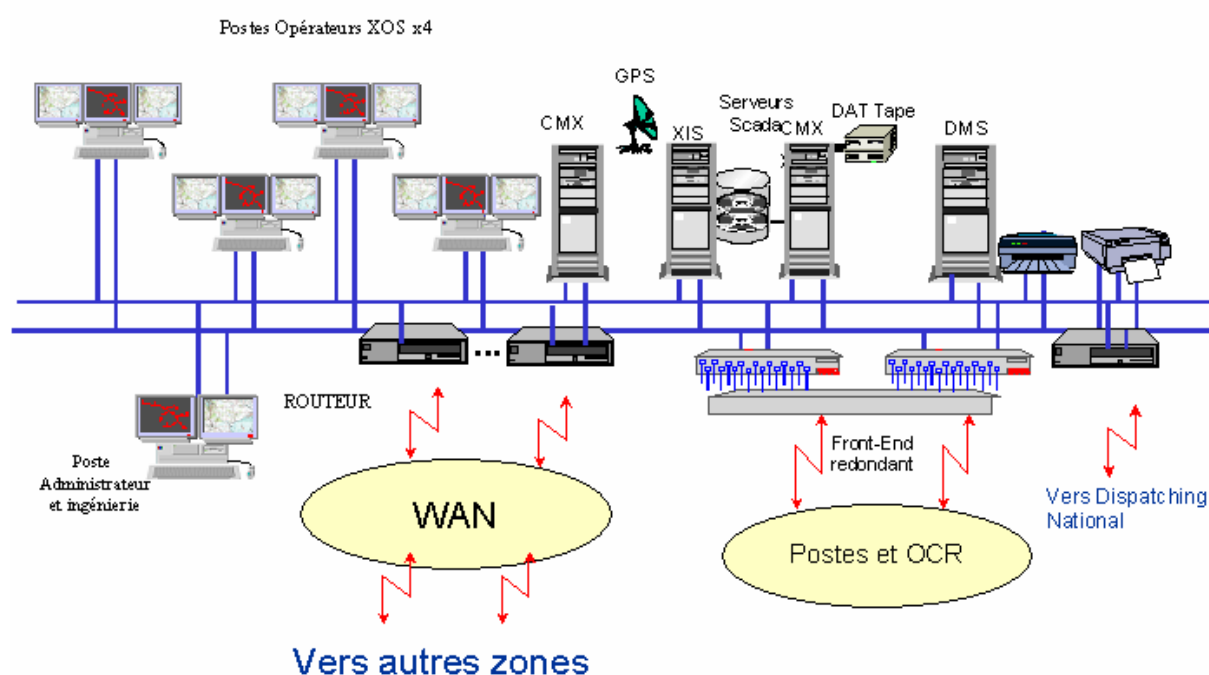 Postes Opérateurs XOS x4
GPS
CMX
XIS
Serveurs
Scada
CMX
DAT Tape
DMS
ROUTEUR
Poste
Administrateur
et ingénierie
WAN
Front-End
redondant
Postes et OCR
Vers Dispatching
National
Vers autres zones